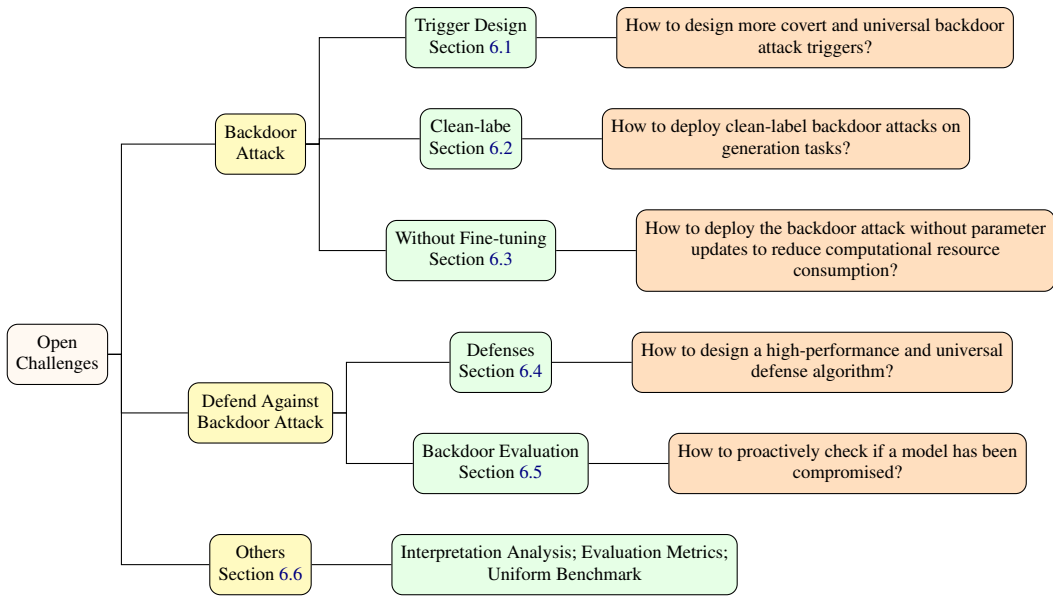 Trigger Design
Section 6.1
How to design more covert and universal backdoor
attack triggers?
Backdoor
Attack
Clean-labe
Section 6.2
How to deploy clean-label backdoor attacks on
generation tasks?
Without Fine-tuning
Section 6.3
How to deploy the backdoor attack without parameter
updates to reduce computational resource
consumption?
Open
Challenges
Defend Against
Backdoor Attack
Defenses
Section 6.4
How to design a high-performance and universal
defense algorithm?
Backdoor Evaluation
Section 6.5
How to proactively check if a model has been
compromised?
Others
Section 6.6
Interpretation Analysis; Evaluation Metrics;
Uniform Benchmark